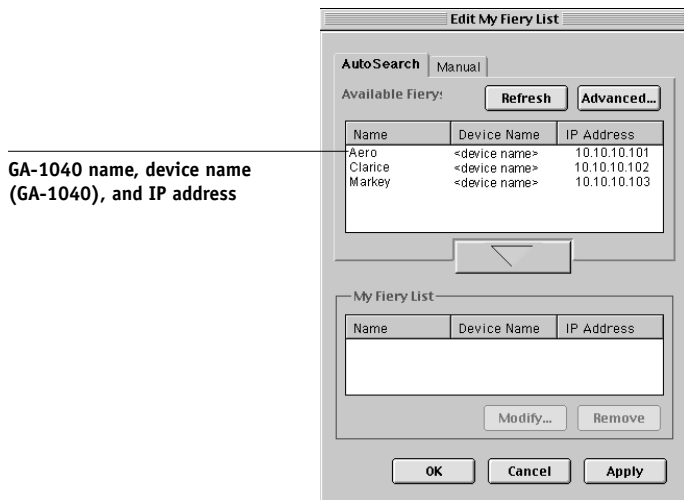 Edit My Fiery List
AutoSearch Manual
Available Fiery: Refresh Advanced...
Name Device Name IP Address
Aero <device name> 10.10.10.101
Clarice <device name> 10.10.10.102
Markey <device name> 10.10.10.103
GA-1040 name, device name
(GA-1040), and IP address
My Fiery List
Name Device Name IP Address
Modify... Remove
OK Cancel Apply